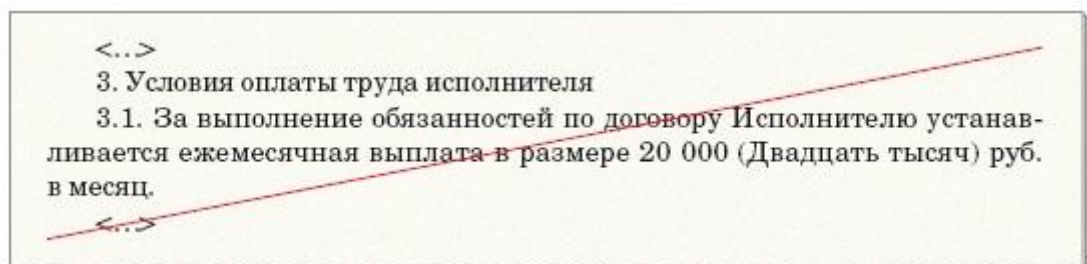 <...>
3. Условия оплаты труда исполнителя
3.1. За выполнение обязанностей по договору Исполнителю устанав-
ливается ежемесячная выплата в размере 20 000 (Двадцать тысяч) руб.
в месяц.
<...>